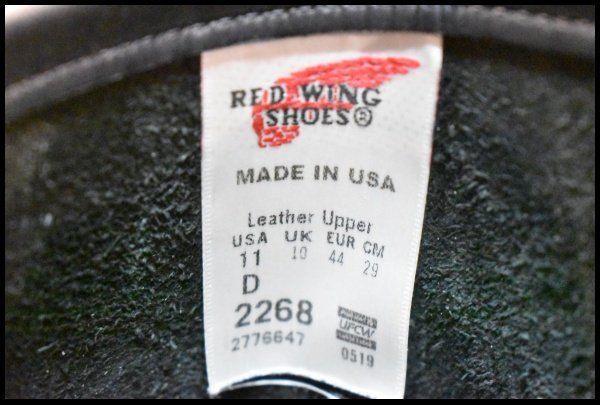 RED WING
SHOES®
MADE IN USA
Leather Upper
USA UK EUR CM
11 10 44 29
D
2268
2776647
UFCW
0519